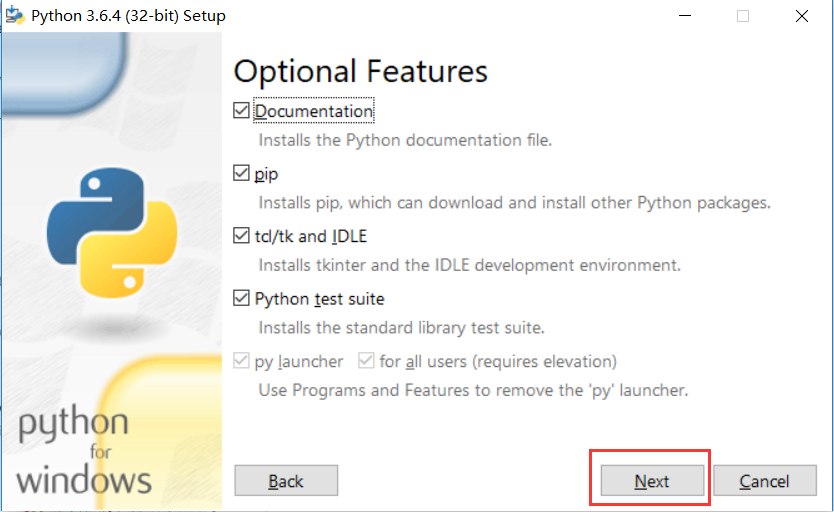 Python 3.6.4 (32-bit) Setup
Optional Features
Documentation
Installs the Python documentation file.
pip
Installs pip, which can download and install other Python packages.
tcl/tk and IDLE
Installs tkinter and the IDLE development environment.
Python test suite
Installs the standard library test suite.
py launcher for all users (requires elevation)
Use Programs and Features to remove the 'py' launcher.
python
for
windows
Back Next Cancel